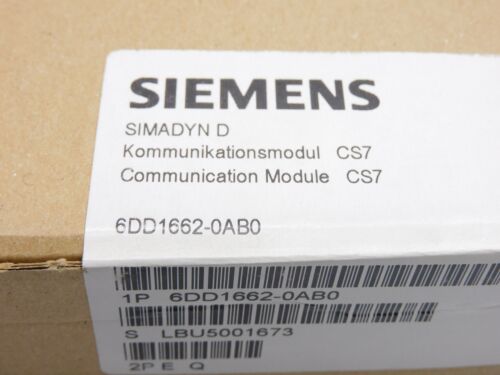 SIEMENS
SIMADYN D
Kommunikationsmodul CS7
Communication Module CS7
6DD1662-0AB0
1P 6DD1662-0AB0
S LBU5001673
2P E Q